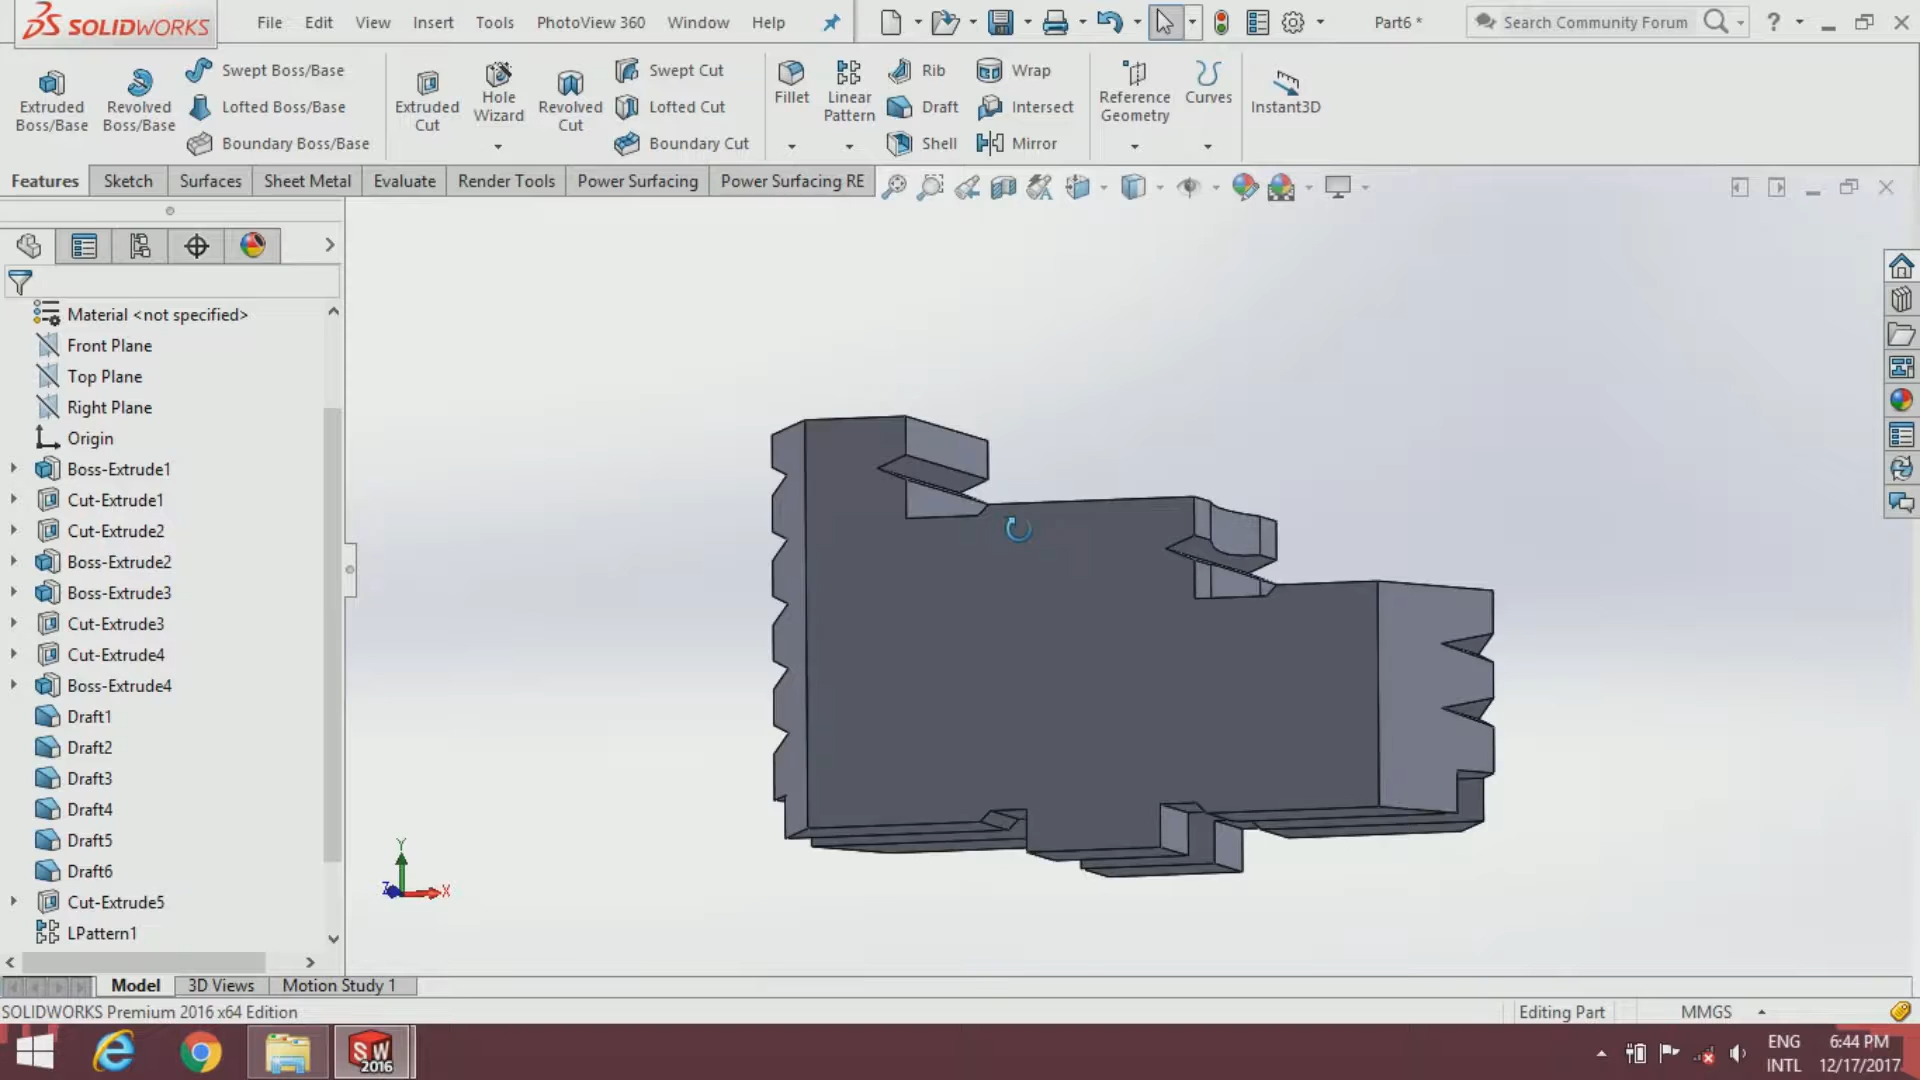 SOLIDWORKS File Edit View Insert Tools PhotoView 360 Window Help Part6 * Search Community Forum ?
Extruded Boss/Base
Revolved Boss/Base
Swept Boss/Base
Lofted Boss/Base
Boundary Boss/Base
Extruded Cut
Hole Wizard
Revolved Cut
Swept Cut
Lofted Cut
Boundary Cut
Fillet
Linear Pattern
Rib
Draft
Shell
Wrap
Intersect
Mirror
Reference Geometry
Curves
Instant3D
Features Sketch Surfaces Sheet Metal Evaluate Render Tools Power Surfacing Power Surfacing RE
Material <not specified>
Front Plane
Top Plane
Right Plane
Origin
Boss-Extrude1
Cut-Extrude1
Cut-Extrude2
Boss-Extrude2
Boss-Extrude3
Cut-Extrude3
Cut-Extrude4
Boss-Extrude4
Draft1
Draft2
Draft3
Draft4
Draft5
Draft6
Cut-Extrude5
LPattern1
Y
Z X
Model 3D Views Motion Study 1
SOLIDWORKS Premium 2016 x64 Edition Editing Part MMGS
SW 2016
ENG 6:44 PM
INTL 12/17/2017